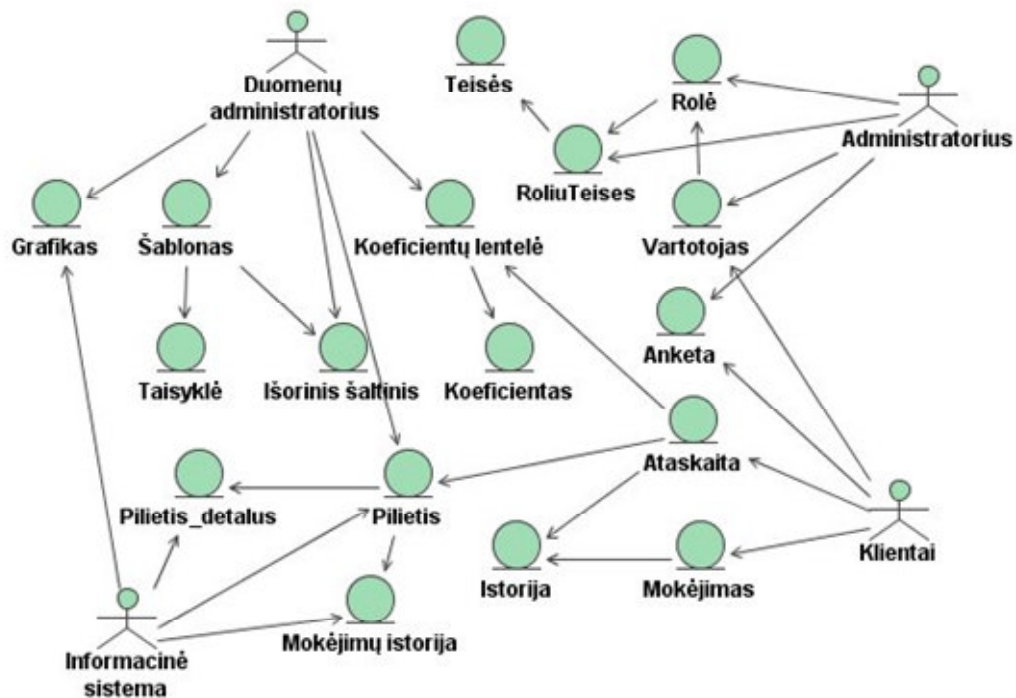 Duomenų
administratorius
Teisės
Rolė
Administratorius
RoliuTeises
Grafikas
Šablonas
Koeficientų lentelė
Vartotojas
Taisyklė
Išorinis šaltinis
Koeficientas
Anketa
Ataskaita
Pilietis_detalus
Pilietis
Klientai
Istorija
Mokėjimas
Mokėjimų istorija
Informacinė
sistema